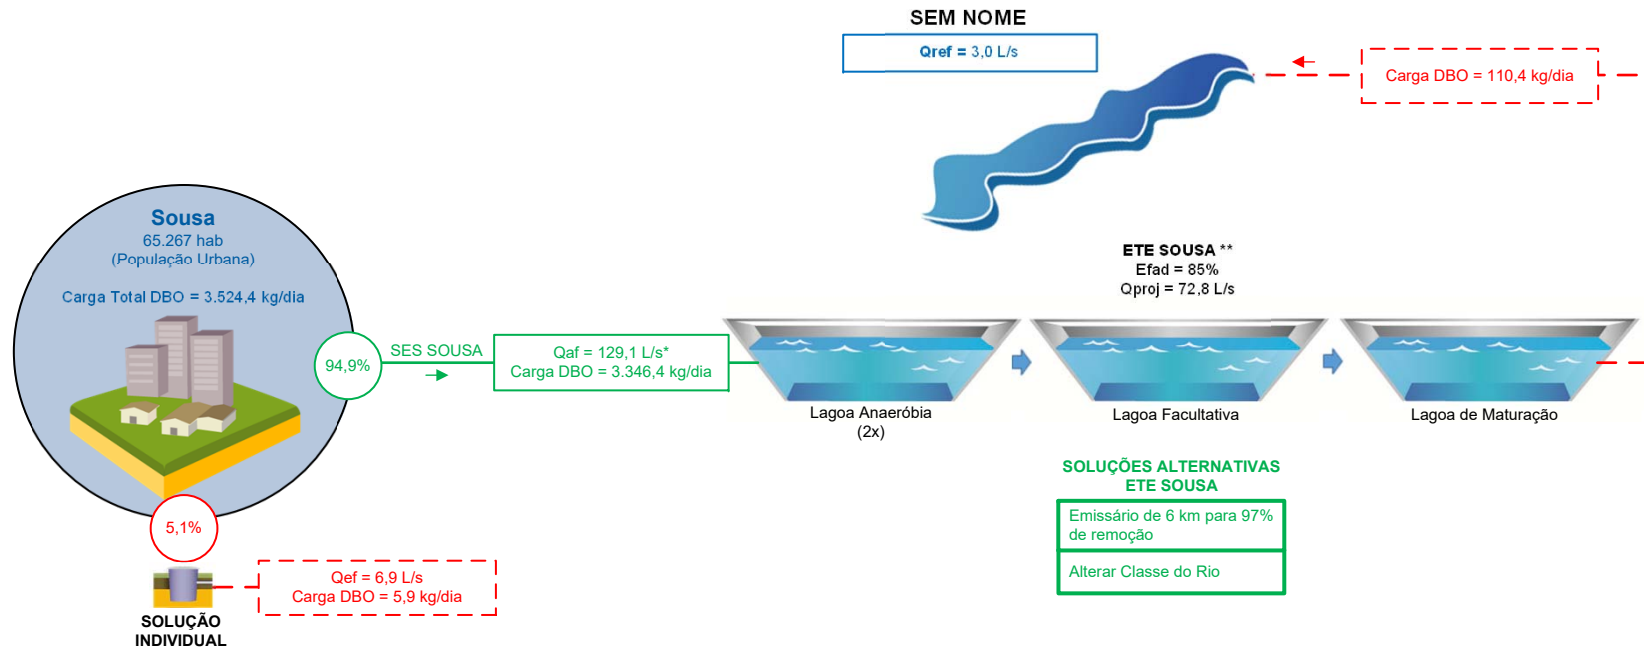 SEM NOME
Qref = 3,0 L/s
Carga DBO = 110,4 kg/dia
Sousa
65.267 hab
(População Urbana)
Carga Total DBO = 3.524,4 kg/dia
ETE SOUSA **
Efad = 85%
Qproj = 72,8 L/s
94,9%
SES SOUSA
Qaf = 129,1 L/s*
Carga DBO = 3.346,4 kg/dia
Lagoa Anaeróbia
(2x)
Lagoa Facultativa
Lagoa de Maturação
SOLUÇÕES ALTERNATIVAS
ETE SOUSA
Emissário de 6 km para 97%
de remoção
Alterar Classe do Rio
5,1%
Qef = 6,9 L/s
Carga DBO = 5,9 kg/dia
SOLUÇÃO
INDIVIDUAL